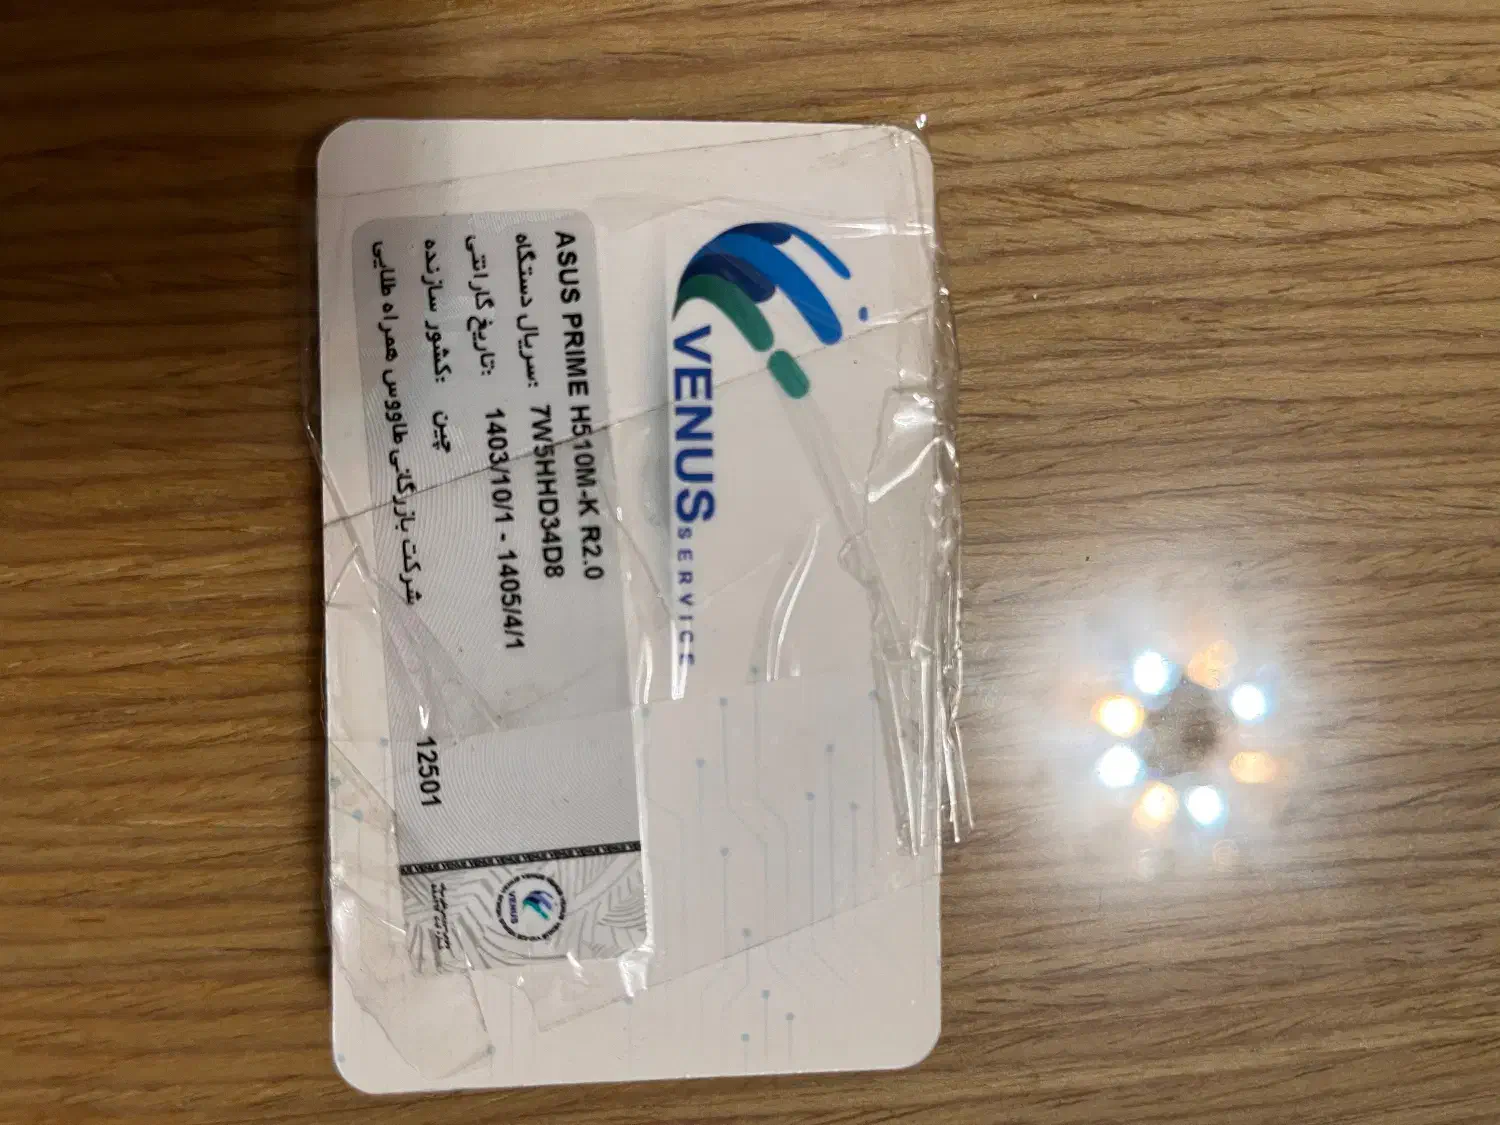 VENUS
SERVICE
ASUS PRIME H510M-K R2.0
سریال دستگاه: 7W5HHD34D8
تاریخ گارانتی: 1403/10/1 - 1405/4/1
کشور سازنده: چین
شرکت بازرگانی طاووس همراه طلایی 12501
VENUS